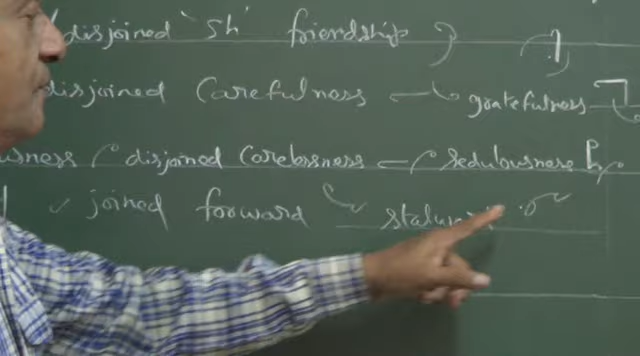 disjoined 'sh' friendship
disjoined Carefulness gratefulness
disjoined Carelessness sedulousness
joined forward